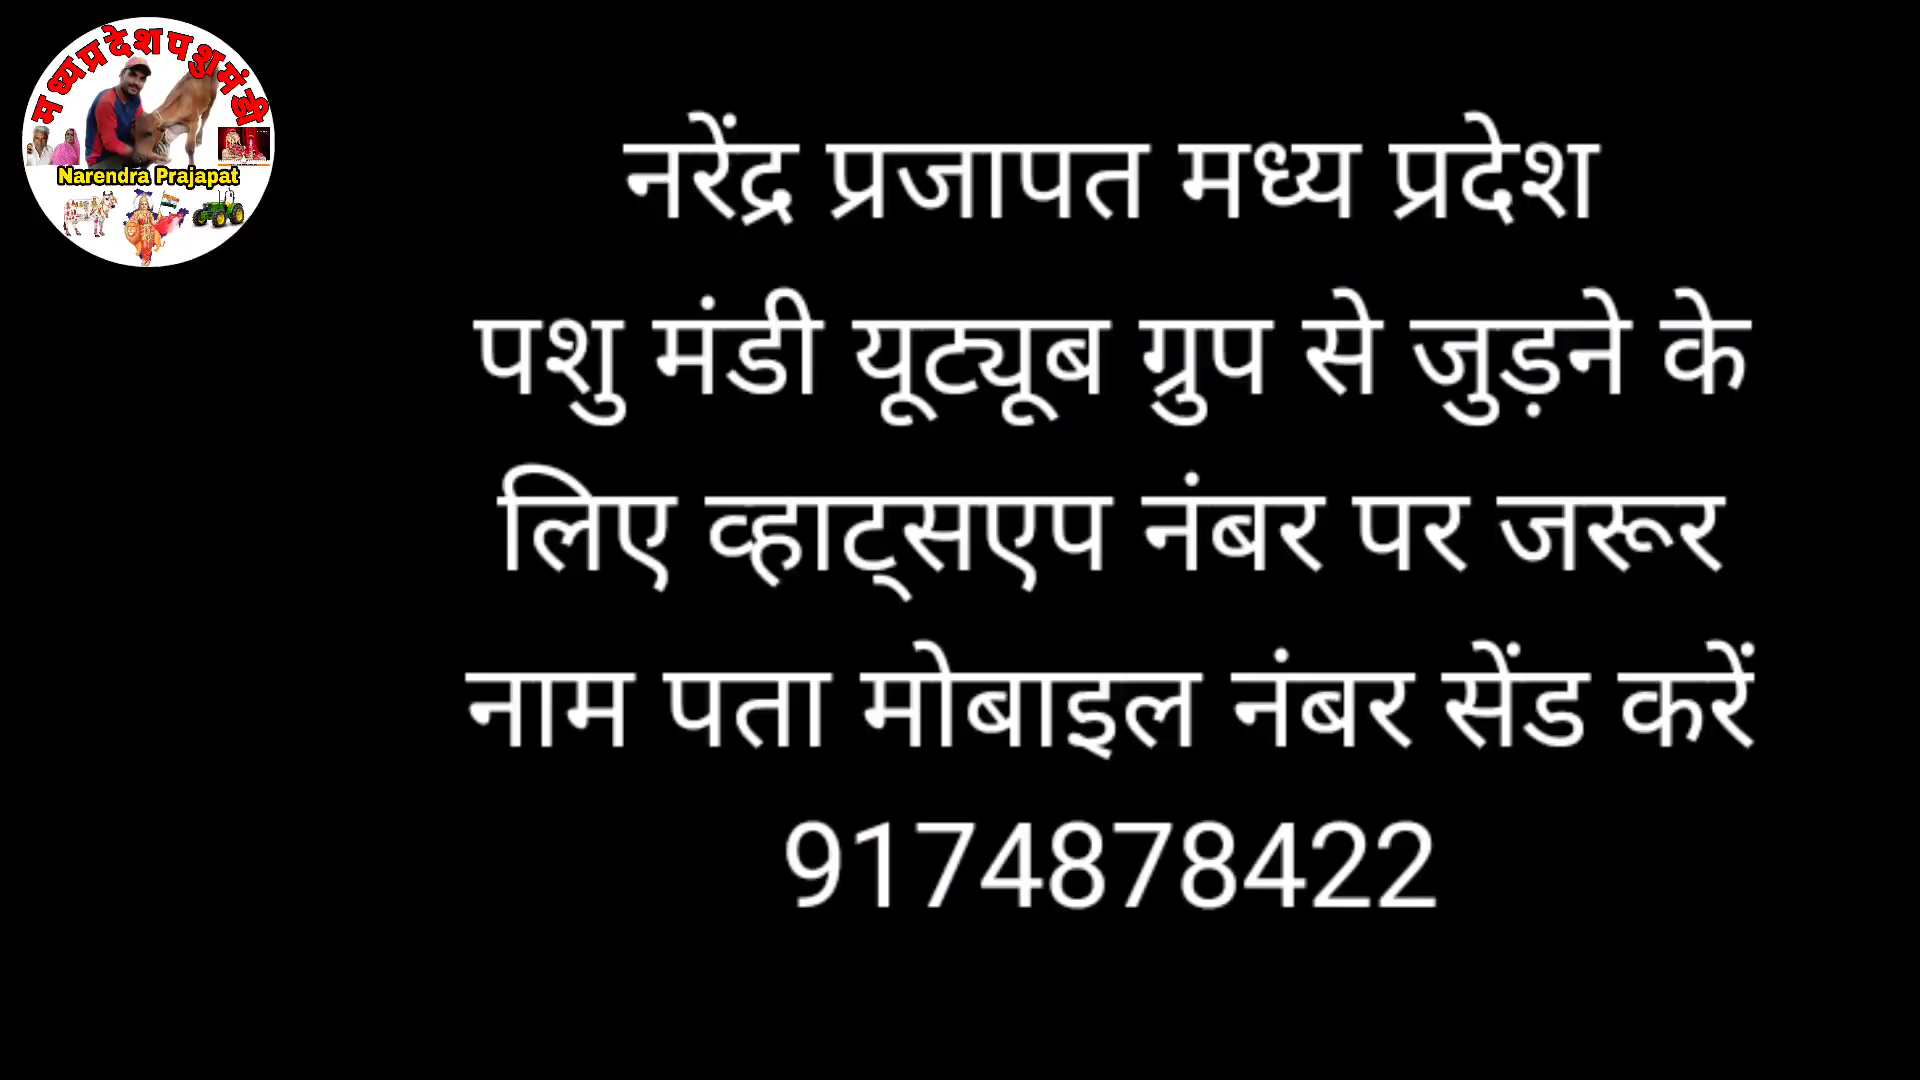 मध्यप्रदेश पशु मंडी
Narendra Prajapat
नरेंद्र प्रजापत मध्य प्रदेश
पशु मंडी यूट्यूब ग्रुप से जुड़ने के
लिए व्हाट्सएप नंबर पर जरूर
नाम पता मोबाइल नंबर सेंड करें
9174878422